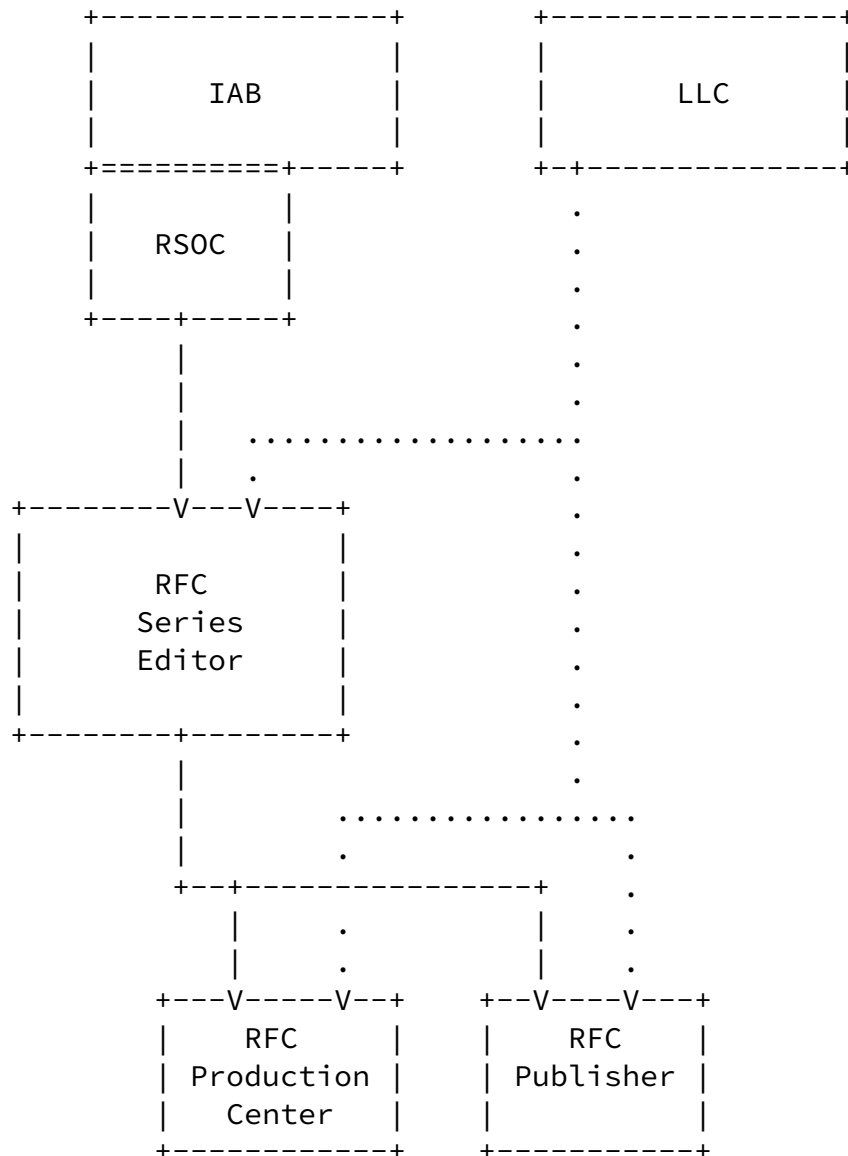 IAB LLC
RSOC
RFC
Series
Editor
RFC RFC
Production Publisher
Center